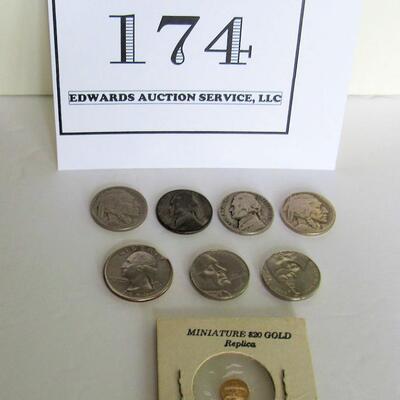 174
EDWARDS AUCTION SERVICE, LLC
MINIATURE $20 GOLD
Replica